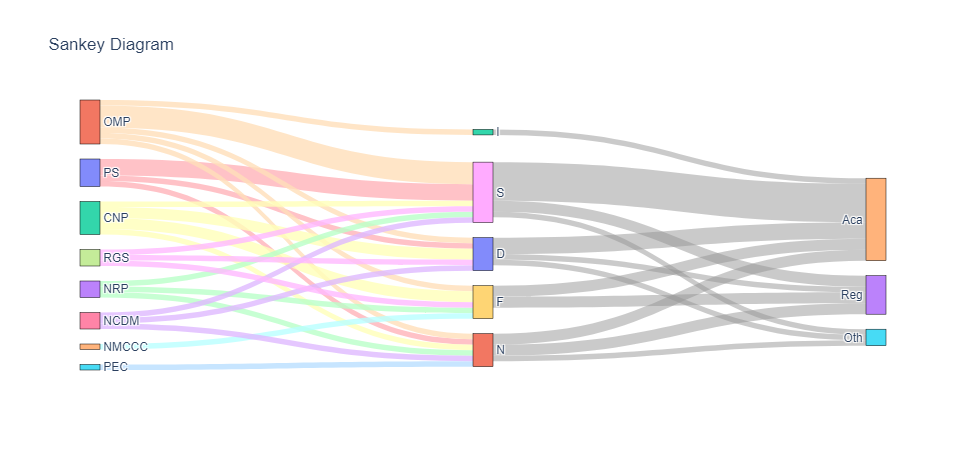 Sankey Diagram
OMP
PS
CNP
RGS
NRP
NCDM
NMCCC
PEC
I
S
D
F
N
Aca
Reg
Oth